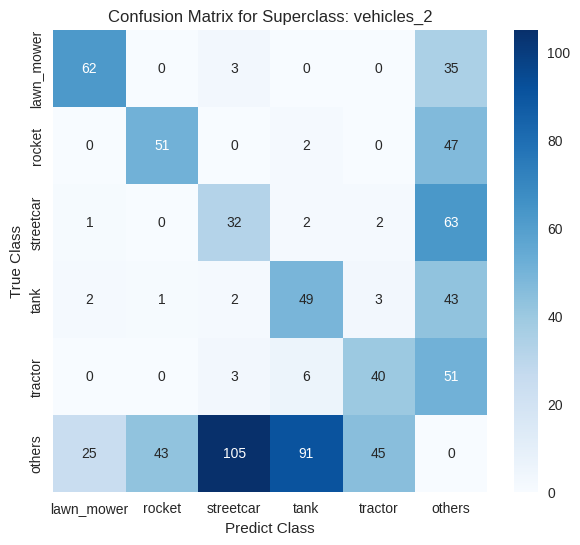 Confusion Matrix for Superclass: vehicles_2
True Class
lawn_mower 62 0 3 0 0 35
rocket 0 51 0 2 0 47
streetcar 1 0 32 2 2 63
tank 2 1 2 49 3 43
tractor 0 0 3 6 40 51
others 25 43 105 91 45 0
lawn_mower rocket streetcar tank tractor others
Predict Class
100
80
60
40
20
0